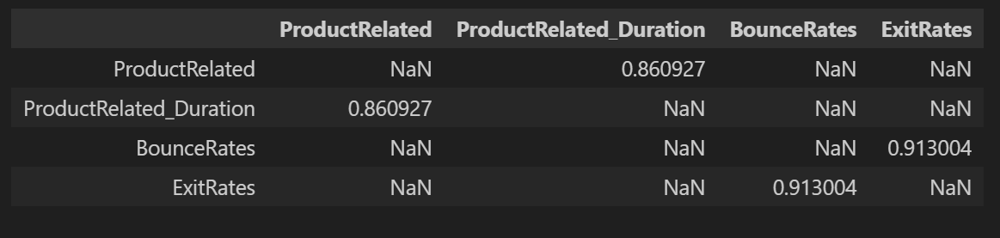 ProductRelated ProductRelated_Duration BounceRates ExitRates
ProductRelated NaN 0.860927 NaN NaN
ProductRelated_Duration 0.860927 NaN NaN NaN
BounceRates NaN NaN NaN 0.913004
ExitRates NaN NaN 0.913004 NaN